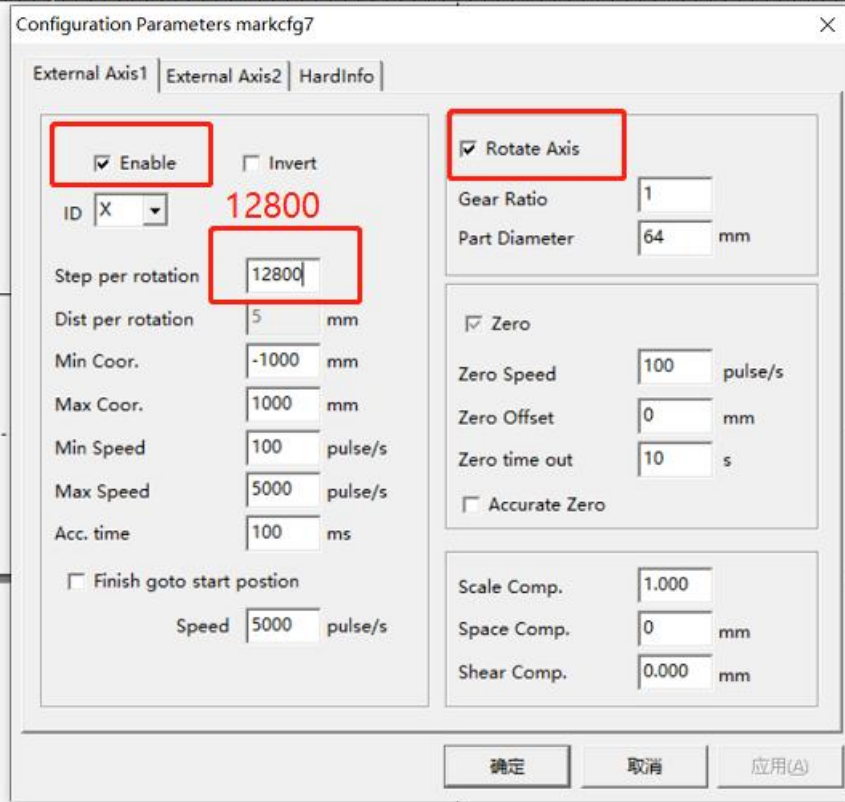 Configuration Parameters markcfg7
External Axis1 External Axis2 HardInfo
Enable Invert
ID X 12800
Step per rotation 12800
Dist per rotation 5 mm
Min Coor. -1000 mm
Max Coor. 1000 mm
Min Speed 100 pulse/s
Max Speed 5000 pulse/s
Acc. time 100 ms
Finish goto start postion
Speed 5000 pulse/s
Rotate Axis
Gear Ratio 1
Part Diameter 64 mm
Zero
Zero Speed 100 pulse/s
Zero Offset 0 mm
Zero time out 10 s
Accurate Zero
Scale Comp. 1.000
Space Comp. 0 mm
Shear Comp. 0.000 mm
确定 取消 应用(A)